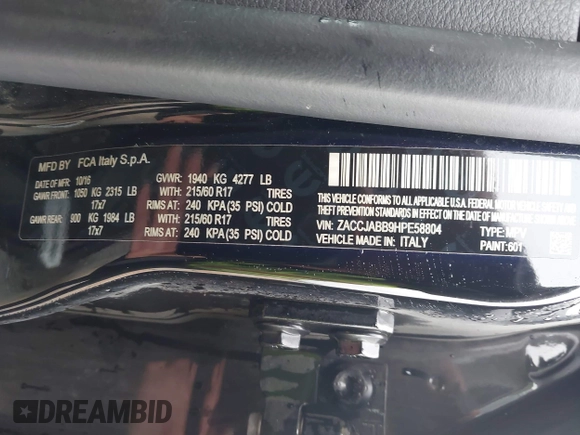 MFD BY FCA Italy S.p.A.
10/16 GVWR: 1940 KG 4277 LB
GAWR FRONT: 1050 KG 2315 LB WITH: 215/60 R17 TIRES
17x7 RIMS AT: 240 KPA(35 PSI) COLD
GAWR REAR: 900 KG 1984 LB WITH: 215/60 R17 TIRES
17x7 RIMS AT: 240 KPA(35 PSI) COLD
THIS VEHICLE CONFORMS TO ALL APPLICABLE U.S.A. FEDERAL MOTOR VEHICLE SAFETY, BUMPER AND
THEFT PREVENTION STANDARDS IN EFFECT ON THE DATE OF MANUFACTURE SHOWN ABOVE.
VIN: ZACCJABB9HPE58804 TYPE: MPV
VEHICLE MADE IN: ITALY PAINT: 601
DREAMBID